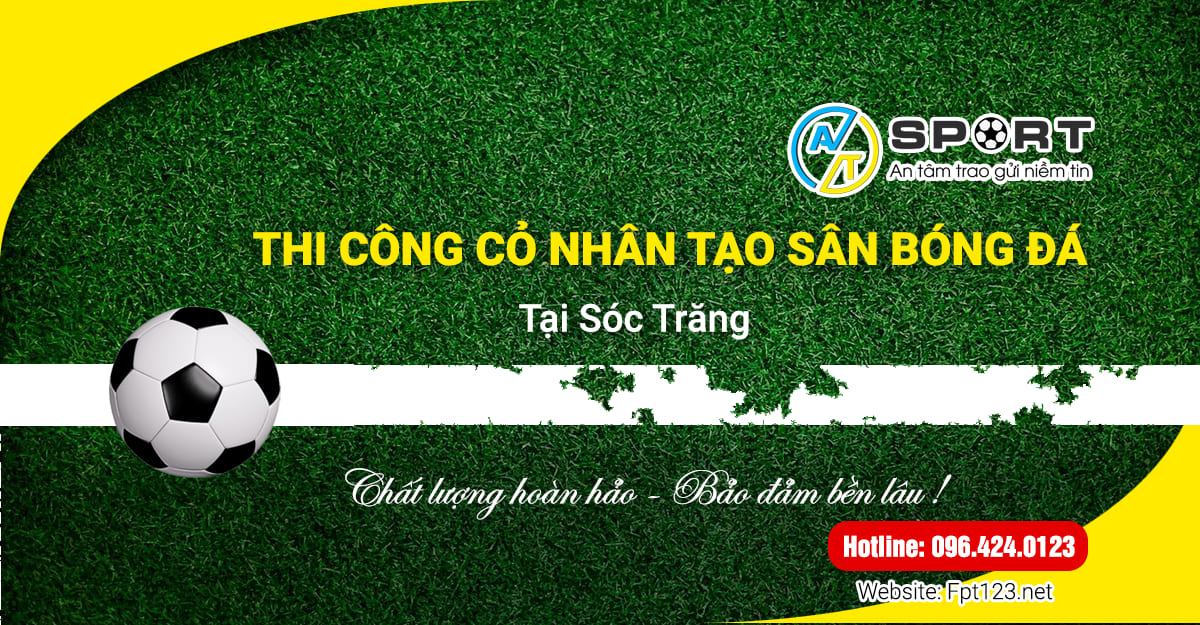 AZT SPORT
An tâm trao gửi niềm tin
THI CÔNG CỎ NHÂN TẠO SÂN BÓNG ĐÁ
Tại Sóc Trăng
Chất lượng hoàn hảo - Bảo đảm bền lâu !
Hotline: 096.424.0123
Website: Fpt123.net